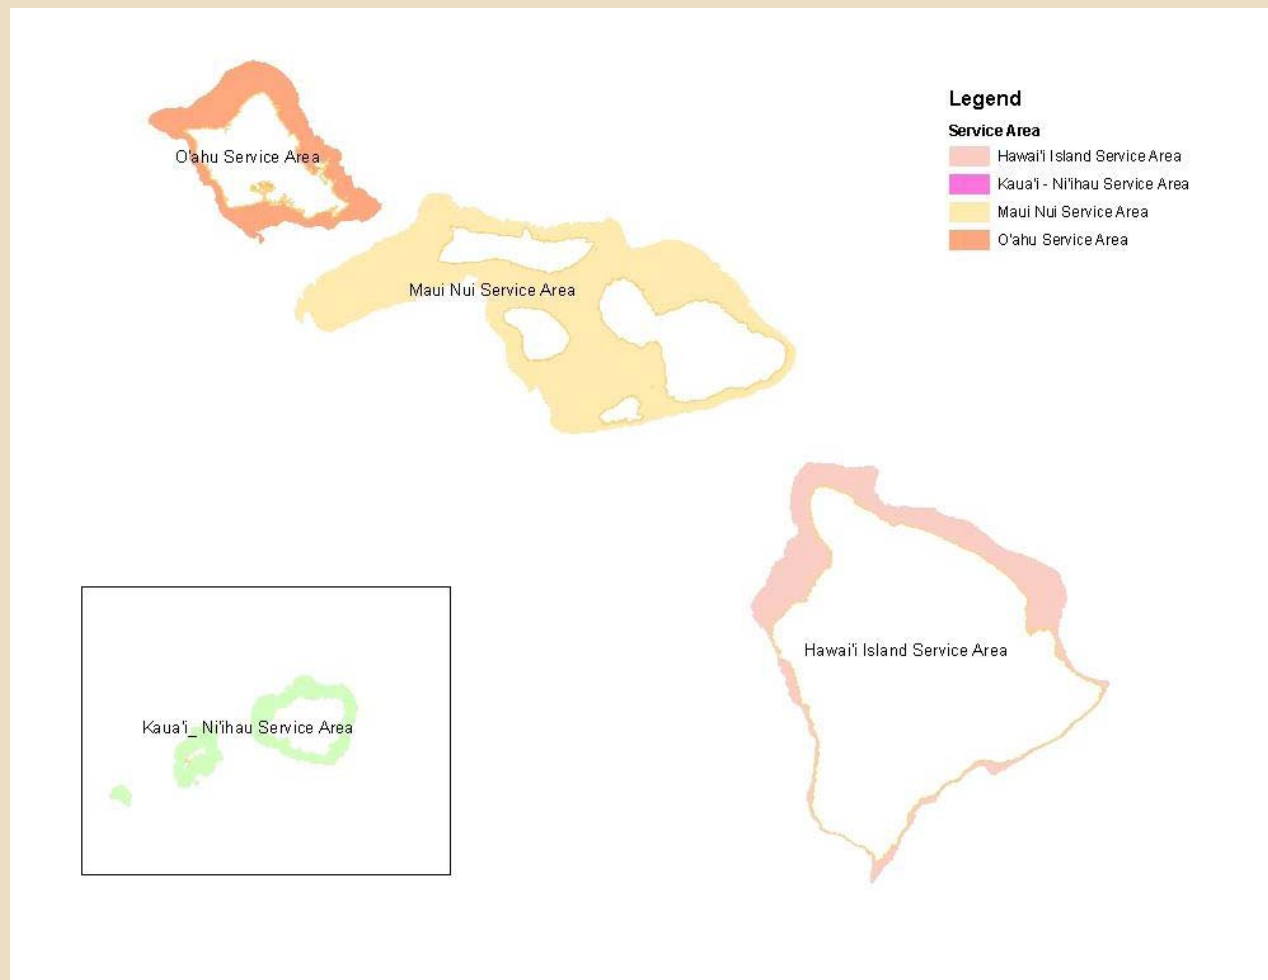 O'ahu Service Area
Maui Nui Service Area
Legend
Service Area
Hawai'i Island Service Area
Kaua'i - Ni'ihau Service Area
Maui Nui Service Area
O'ahu Service Area
Hawai'i Island Service Area
Kaua'i_ Ni'ihau Service Area